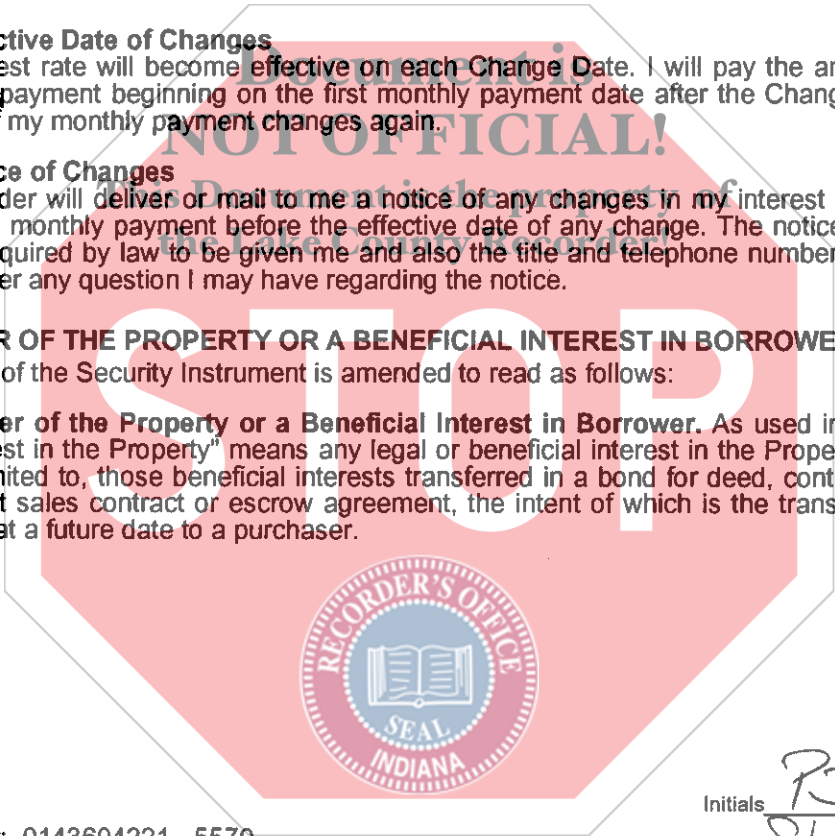 ctive Date of Changes
est rate will become effective on each Change Date. I will pay the
payment beginning on the first monthly payment date after the Chang
my monthly payment changes again.
ce of Changes
der will deliver or mail to me a notice of any changes in my interest
monthly payment before the effective date of any change. The notice
quired by law to be given me and also the title and telephone number
er any question I may have regarding the notice.
R OF THE PROPERTY OR A BENEFICIAL INTEREST IN BORROWE
of the Security Instrument is amended to read as follows:
er of the Property or a Beneficial Interest in Borrower. As used in
est in the Property" means any legal or beneficial interest in the Prope
ited to, those beneficial interests transferred in a bond for deed, cont
t sales contract or escrow agreement, the intent of which is the trans
at a future date to a purchaser.
Document is
NOT OFFICIAL!
This Document is the property of
the Lake County Recorder!
STOP
RECORDER'S OFFICE
SEAL
INDIANA
Initials
0143604221 - 5579